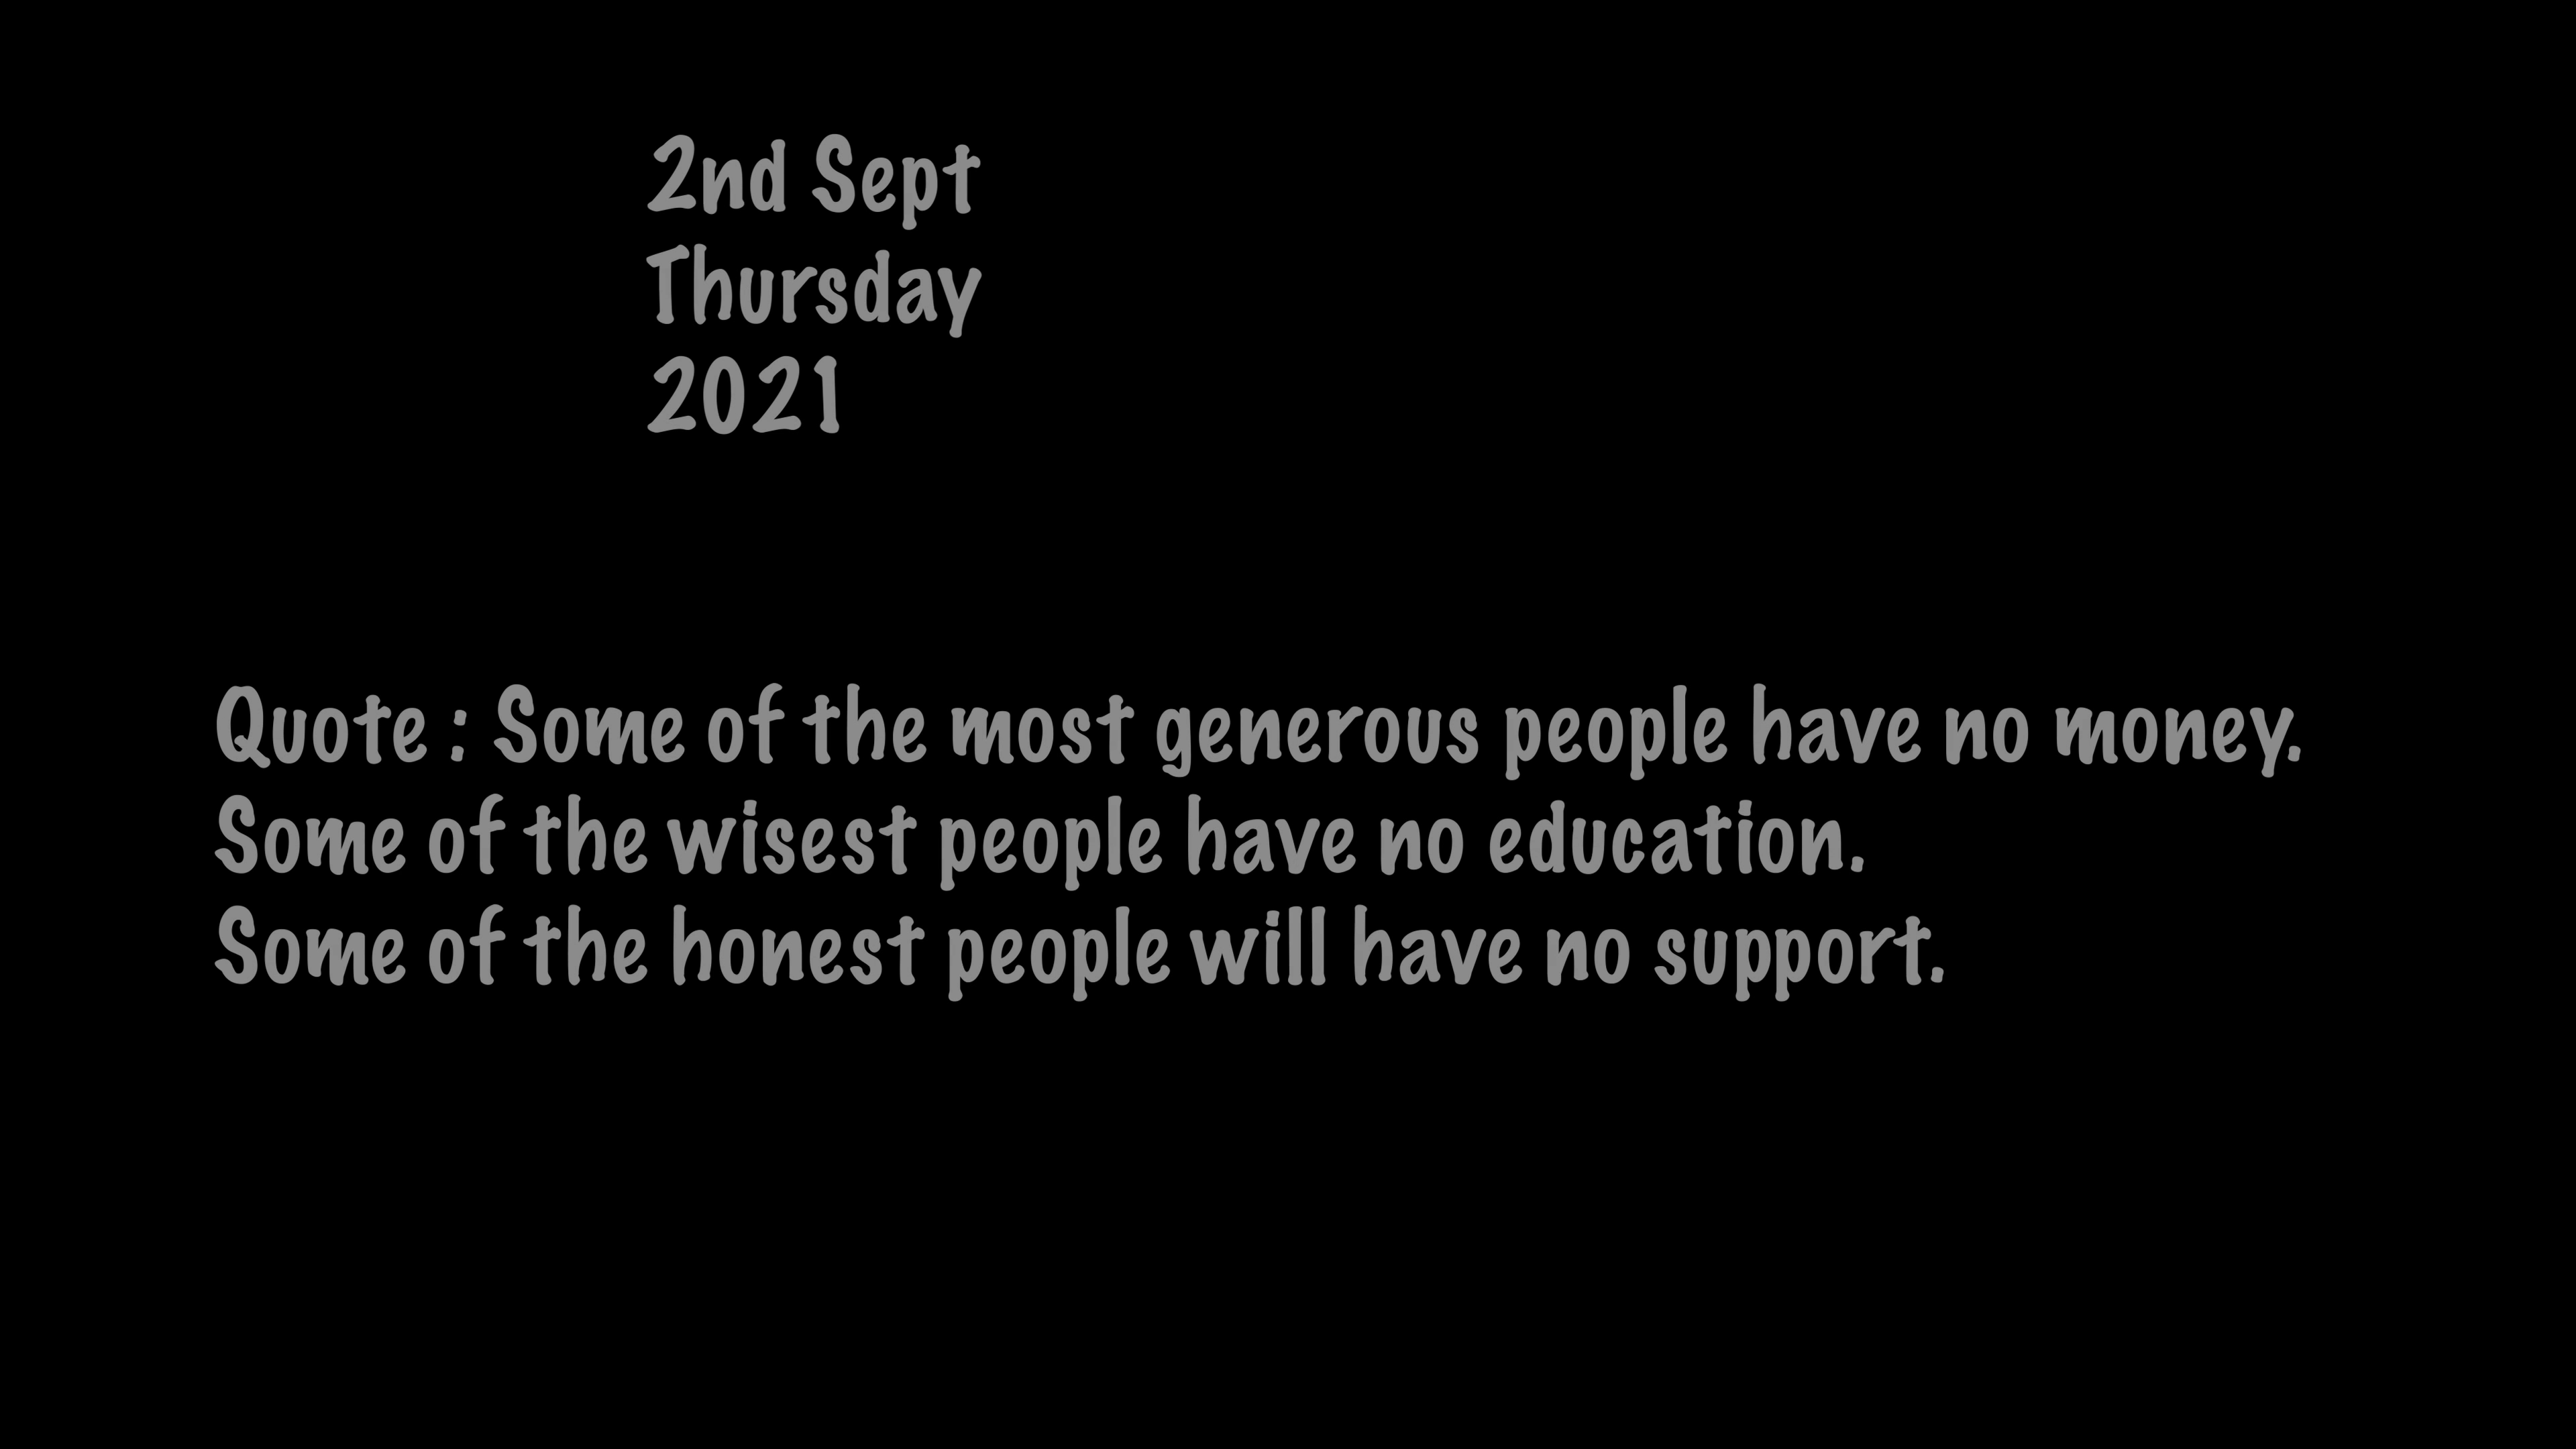 2nd Sept
Thursday
2021
Quote : Some of the most generous people have no money.
Some of the wisest people have no education.
Some of the honest people will have no support.